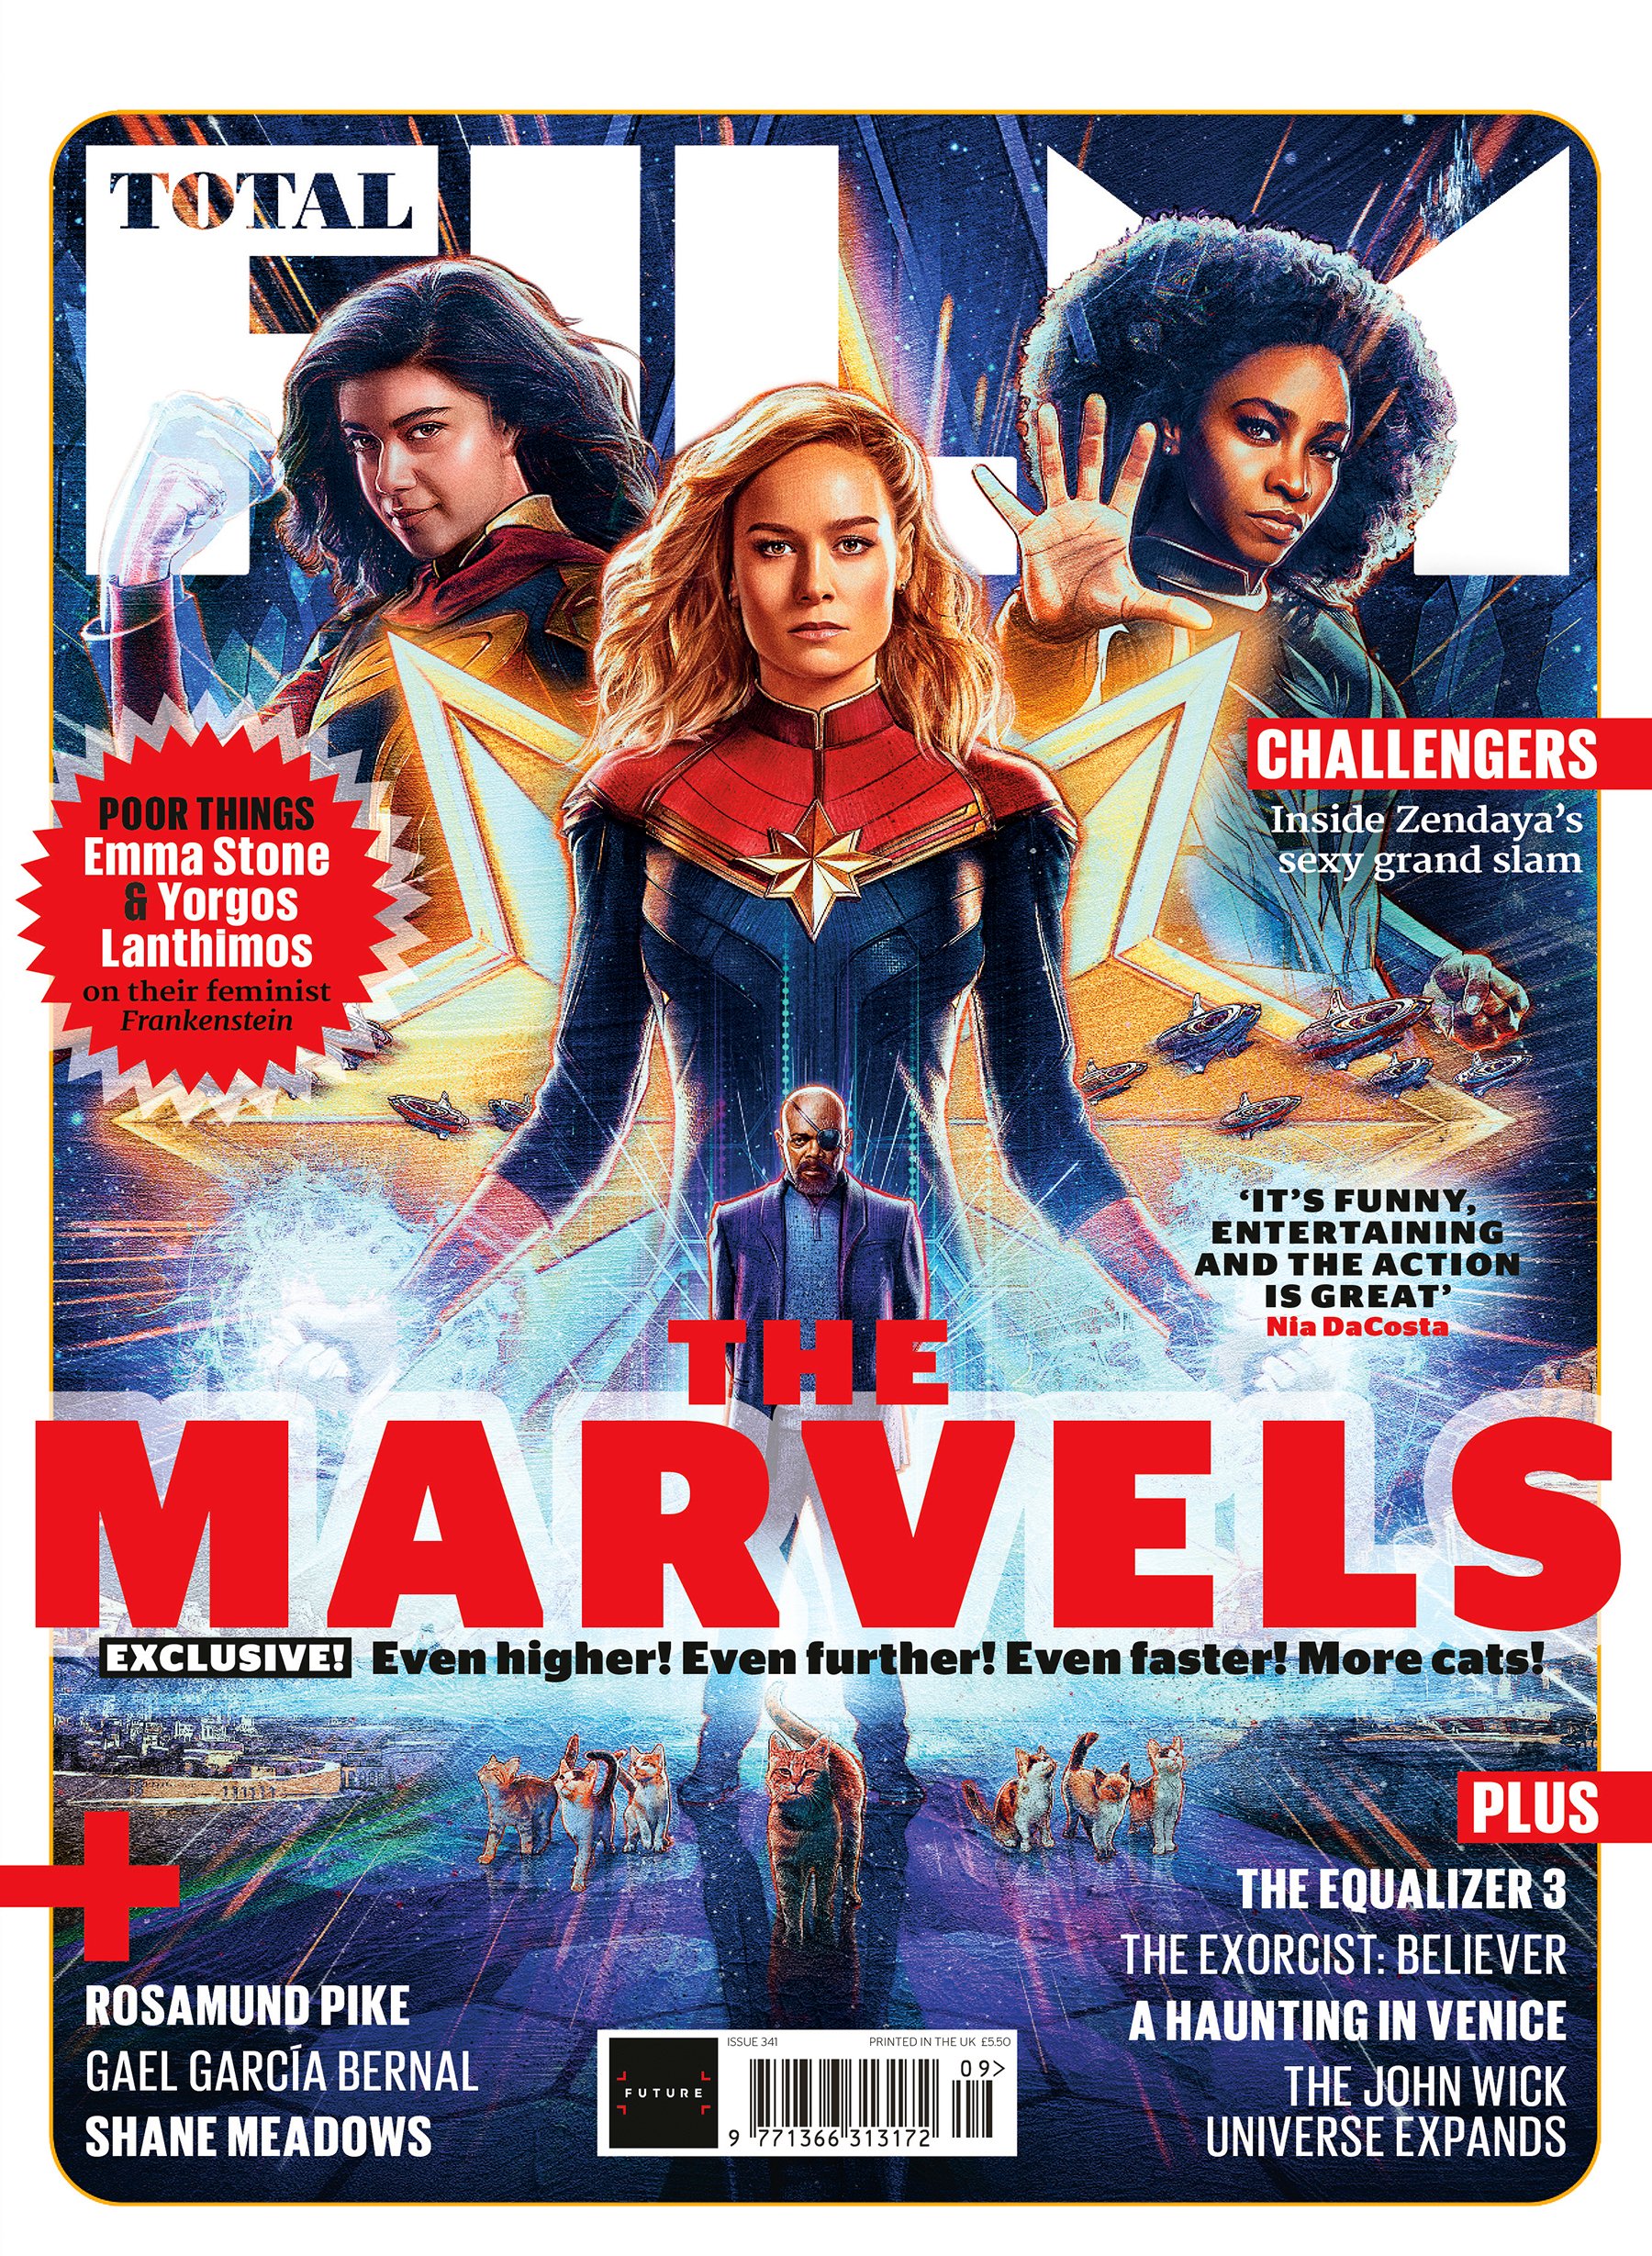 TOTAL
FILM
POOR THINGS
Emma Stone
& Yorgos
Lanthimos
on their feminist
Frankenstein
CHALLENGERS
Inside Zendaya’s
sexy grand slam
‘IT’S FUNNY,
ENTERTAINING
AND THE ACTION
IS GREAT’
Nia DaCosta
THE
MARVELS
EXCLUSIVE! Even higher! Even further! Even faster! More cats!
+
ROSAMUND PIKE
GAEL GARCÍA BERNAL
SHANE MEADOWS
PLUS
THE EQUALIZER 3
THE EXORCIST: BELIEVER
A HAUNTING IN VENICE
THE JOHN WICK
UNIVERSE EXPANDS
FUTURE
ISSUE 341 PRINTED IN THE UK £5.50
09>
9 771366 313172